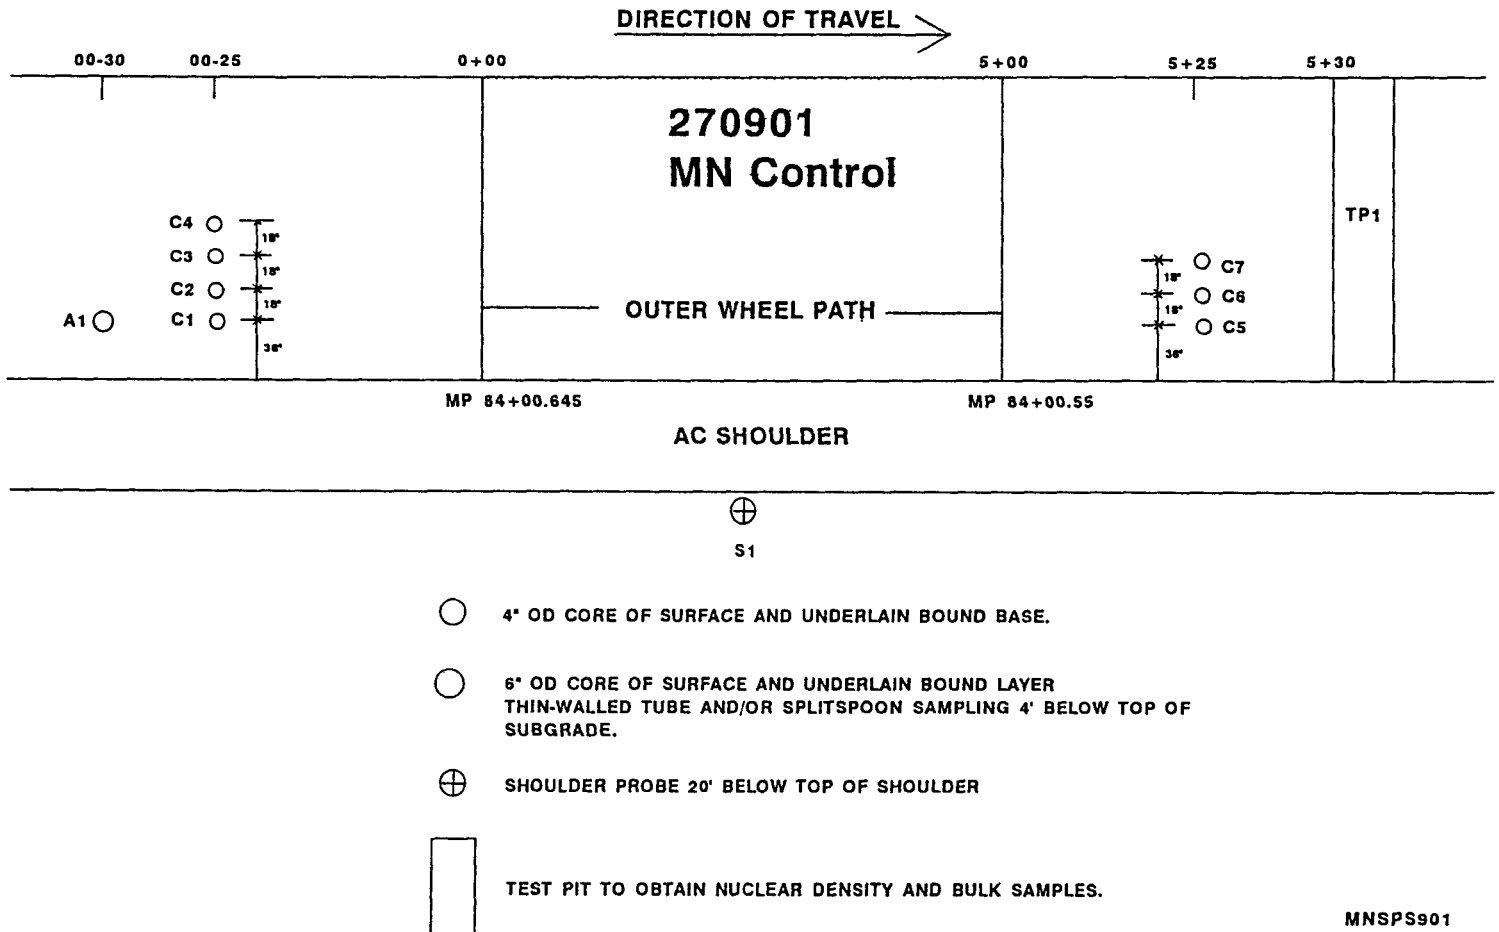 DIRECTION OF TRAVEL
00-30 00-25 0+00 5+00 5+25 5+30
270901
MN Control
TP1
C4
18"
C3
18"
C2
18"
A1 C1
36"
C7
18"
C6
18"
C5
36"
OUTER WHEEL PATH
MP 84+00.645 MP 84+00.55
AC SHOULDER
S1
4" OD CORE OF SURFACE AND UNDERLAIN BOUND BASE.
6" OD CORE OF SURFACE AND UNDERLAIN BOUND LAYER
THIN-WALLED TUBE AND/OR SPLITSPOON SAMPLING 4' BELOW TOP OF
SUBGRADE.
SHOULDER PROBE 20' BELOW TOP OF SHOULDER
TEST PIT TO OBTAIN NUCLEAR DENSITY AND BULK SAMPLES.
MNSPS901